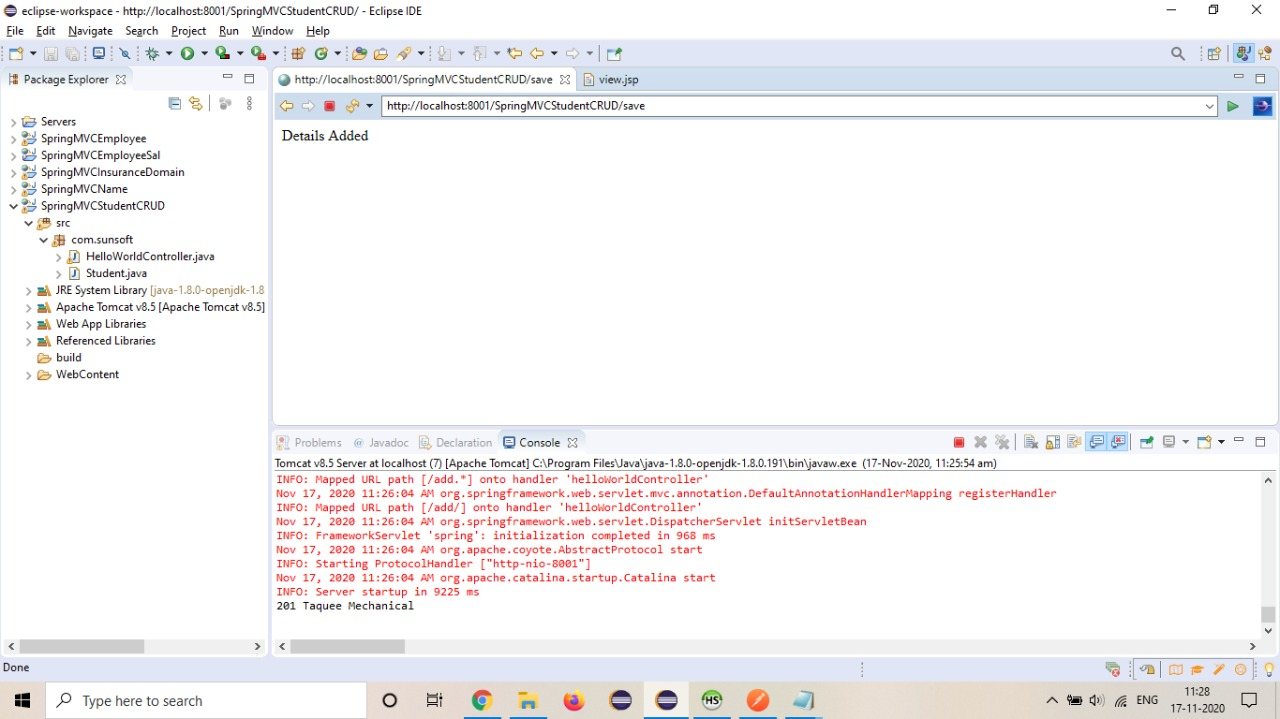 eclipse-workspace - http://localhost:8001/SpringMVCStudentCRUD/ - Eclipse IDE
File Edit Navigate Search Project Run Window Help
Package Explorer
http://localhost:8001/SpringMVCStudentCRUD/save
view.jsp
http://localhost:8001/SpringMVCStudentCRUD/save
Details Added
Servers
SpringMVCEmployee
SpringMVCEmployeeSal
SpringMVCInsuranceDomain
SpringMVCName
SpringMVCStudentCRUD
src
com.sunsoft
HelloWorldController.java
Student.java
JRE System Library [java-1.8.0-openjdk-1.8
Apache Tomcat v8.5 [Apache Tomcat v8.5]
Web App Libraries
Referenced Libraries
build
WebContent
Problems @ Javadoc Declaration Console
Tomcat v8.5 Server at localhost (7) [Apache Tomcat] C:\Program Files\Java\java-1.8.0-openjdk-1.8.0.191\bin\javaw.exe (17-Nov-2020, 11:25:54 am)
INFO: Mapped URL path [/add.*] onto handler 'helloWorldController'
Nov 17, 2020 11:26:04 AM org.springframework.web.servlet.mvc.annotation.DefaultAnnotationHandlerMapping registerHandler
INFO: Mapped URL path [/add/] onto handler 'helloWorldController'
Nov 17, 2020 11:26:04 AM org.springframework.web.servlet.DispatcherServlet initServletBean
INFO: FrameworkServlet 'spring': initialization completed in 968 ms
Nov 17, 2020 11:26:04 AM org.apache.coyote.AbstractProtocol start
INFO: Starting ProtocolHandler ["http-nio-8001"]
Nov 17, 2020 11:26:04 AM org.apache.catalina.startup.Catalina start
INFO: Server startup in 9225 ms
201 Taquee Mechanical
Done
Type here to search
HS
ENG
11:28
17-11-2020